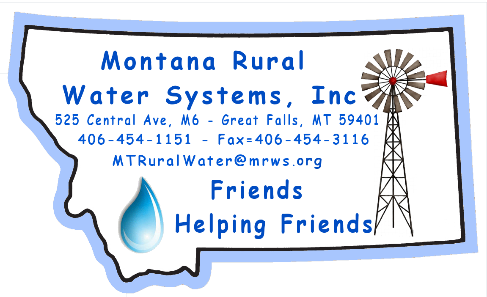 Montana Rural
Water Systems, Inc
525 Central Ave, M6 - Great Falls, MT 59401
406-454-1151 - Fax=406-454-3116
MTRuralWater@mrws.org
Friends
Helping Friends